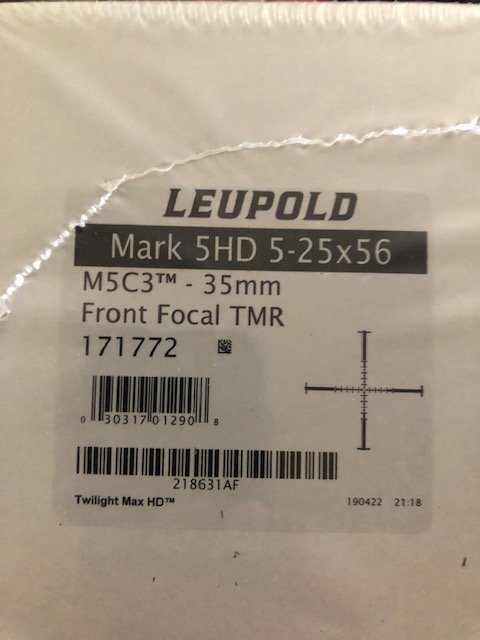 LEUPOLD
Mark 5HD 5-25x56
M5C3™ - 35mm
Front Focal TMR
171772
0 30317 01290 8
218631AF
Twilight Max HD™ 190422 21:18